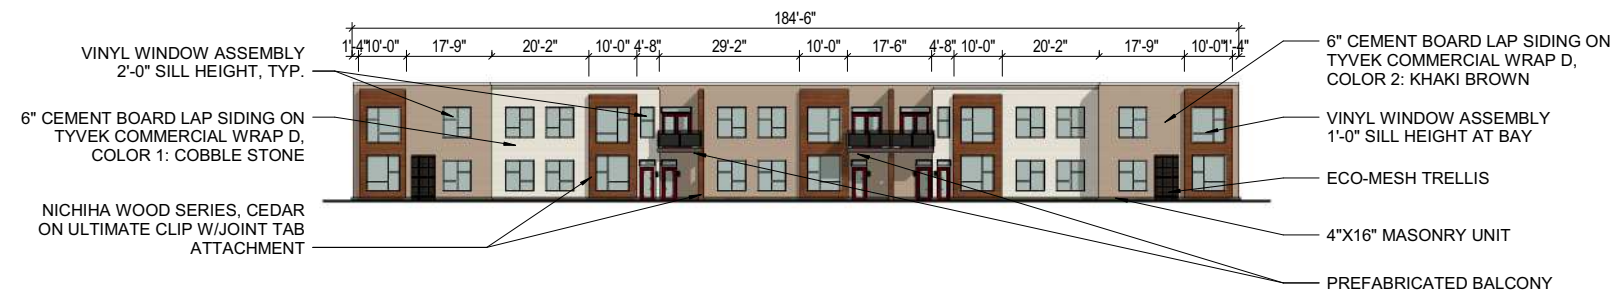 184'-6"
1'-4" 10'-0" 17'-9" 20'-2" 10'-0" 4'-8" 29'-2" 10'-0" 17'-6" 4'-8" 10'-0" 20'-2" 17'-9" 10'-0" 1'-4"
VINYL WINDOW ASSEMBLY
2'-0" SILL HEIGHT, TYP.
6" CEMENT BOARD LAP SIDING ON
TYVEK COMMERCIAL WRAP D,
COLOR 1: COBBLE STONE
NICHIHA WOOD SERIES, CEDAR
ON ULTIMATE CLIP W/JOINT TAB
ATTACHMENT
6" CEMENT BOARD LAP SIDING ON
TYVEK COMMERCIAL WRAP D,
COLOR 2: KHAKI BROWN
VINYL WINDOW ASSEMBLY
1'-0" SILL HEIGHT AT BAY
ECO-MESH TRELLIS
4"X16" MASONRY UNIT
PREFABRICATED BALCONY